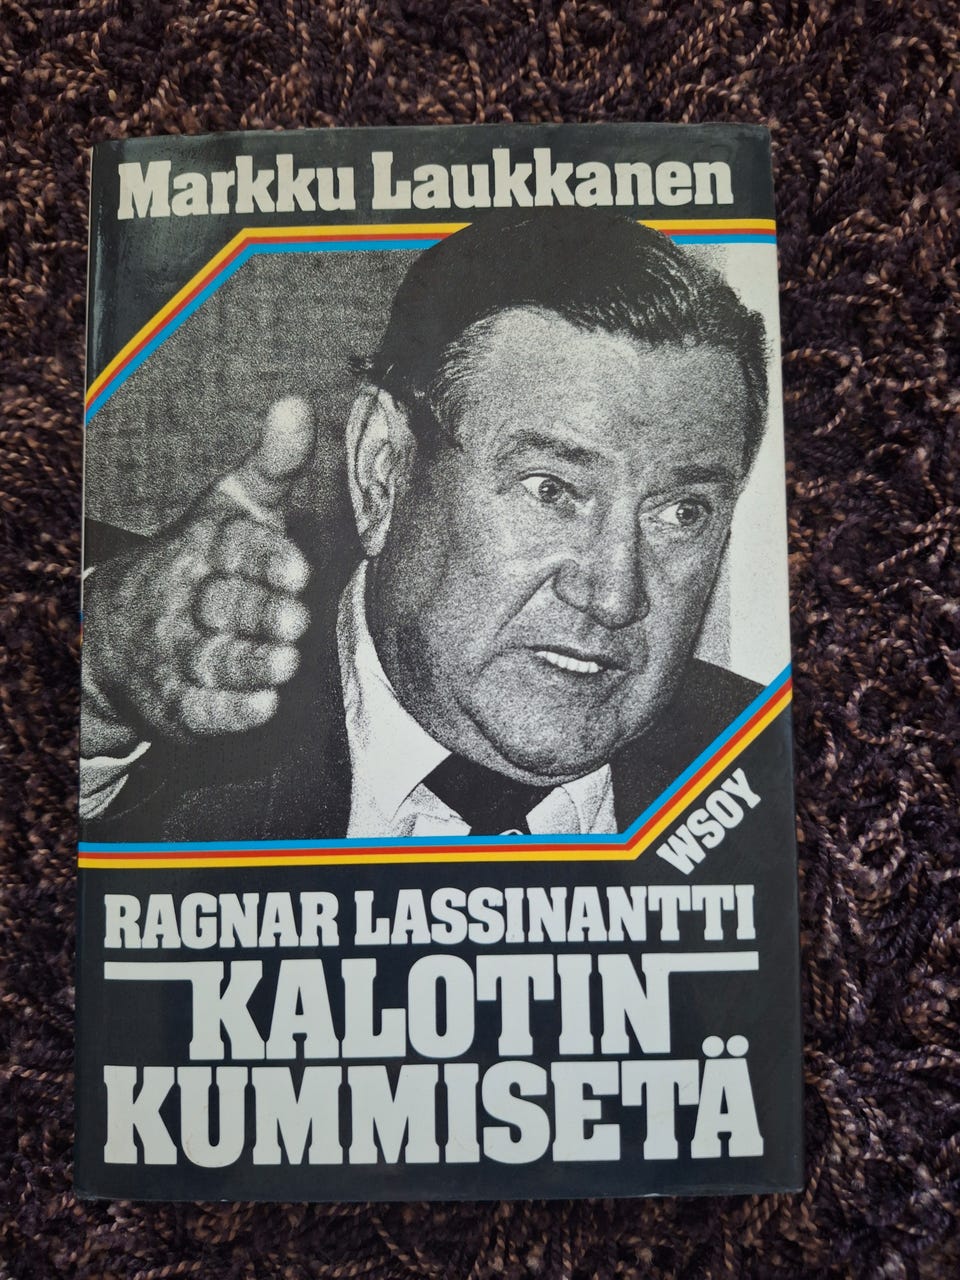 Markku Laukkanen
WSOY
RAGNAR LASSINANTTI
KALOTIN
KUMMISETÄ